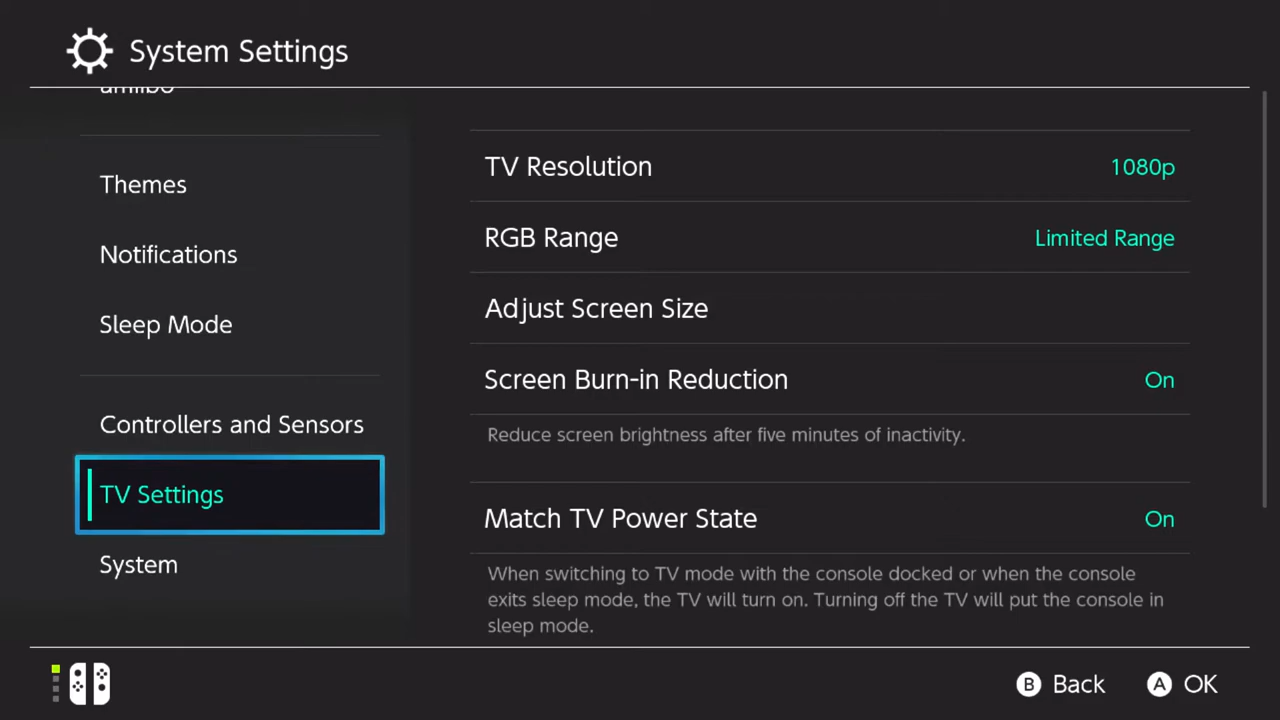 System Settings
amiibo
Themes
Notifications
Sleep Mode
Controllers and Sensors
TV Settings
System
TV Resolution 1080p
RGB Range Limited Range
Adjust Screen Size
Screen Burn-in Reduction On
Reduce screen brightness after five minutes of inactivity.
Match TV Power State On
When switching to TV mode with the console docked or when the console
exits sleep mode, the TV will turn on. Turning off the TV will put the console in
sleep mode.
B Back A OK